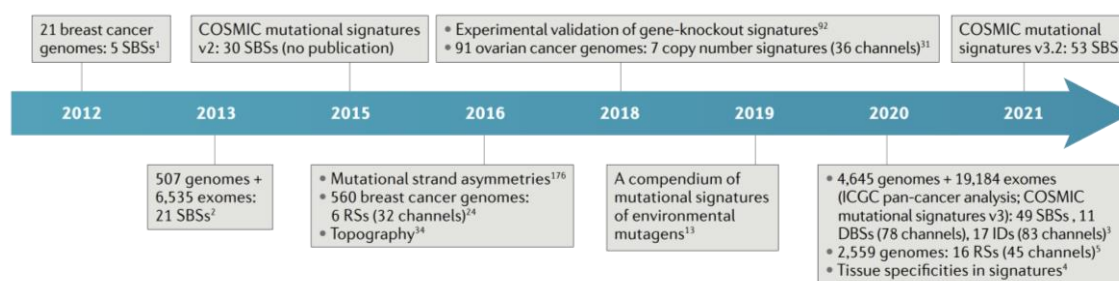 21 breast cancer
genomes: 5 SBSs1
COSMIC mutational signatures
v2: 30 SBSs (no publication)
• Experimental validation of gene-knockout signatures92
• 91 ovarian cancer genomes: 7 copy number signatures (36 channels)31
COSMIC mutational
signatures v3.2: 53 SBS
2012 2013 2015 2016 2018 2019 2020 2021
507 genomes +
6,535 exomes:
21 SBSs2
• Mutational strand asymmetries176
• 560 breast cancer genomes:
6 RSs (32 channels)24
• Topography34
A compendium of
mutational signatures
of environmental
mutagens13
• 4,645 genomes + 19,184 exomes
(ICGC pan-cancer analysis; COSMIC
mutational signatures v3): 49 SBSs , 11
DBSs (78 channels), 17 IDs (83 channels)3
• 2,559 genomes: 16 RSs (45 channels)5
• Tissue specificities in signatures4